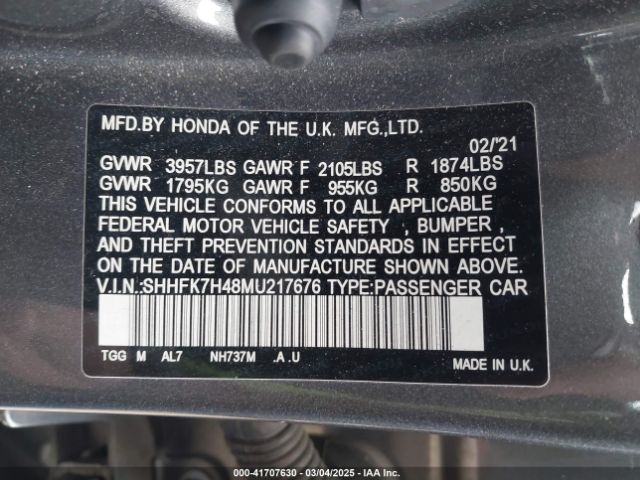 MFD.BY HONDA OF THE U.K. MFG.,LTD.
02/'21
GVWR 3957LBS GAWR F 2105LBS R 1874LBS
GVWR 1795KG GAWR F 955KG R 850KG
THIS VEHICLE CONFORMS TO ALL APPLICABLE
FEDERAL MOTOR VEHICLE SAFETY , BUMPER ,
AND THEFT PREVENTION STANDARDS IN EFFECT
ON THE DATE OF MANUFACTURE SHOWN ABOVE.
V.I.N.:SHHFK7H48MU217676 TYPE:PASSENGER CAR
TGG M AL7 NH737M .A .U
MADE IN U.K.
000-41707630 - 03/04/2025 - IAA Inc.